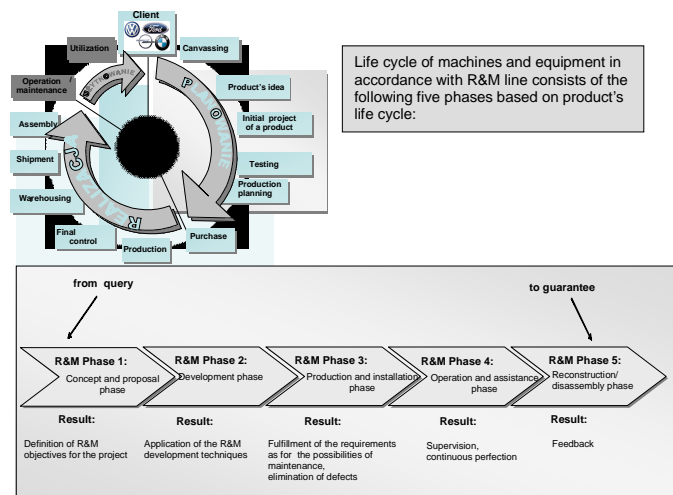 Client
Ford
Utilization
Canvassing
Operation
maintenance
Product's idea
Assembly
Initial project
of a product
Shipment
Testing
Production
planning
Warehousing
Final
control
Production
Purchase
PLANOWANIE
REALIZACJA
Life cycle of machines and equipment in
accordance with R&M line consists of the
following five phases based on product's
life cycle:
from query
to guarantee
R&M Phase 1:
Concept and proposal
phase
R&M Phase 2:
Development phase
R&M Phase 3:
Production and installation
phase
R&M Phase 4:
Operation and assistance
phase
R&M Phase 5:
Reconstruction/
disassembly phase
Result:
Definition of R&M
objectives for the project
Result:
Application of the R&M
development techniques
Result:
Fulfillment of the requirements
as for the possibilities of
maintenance,
elimination of defects
Result:
Supervision,
continuous perfection
Result:
Feedback